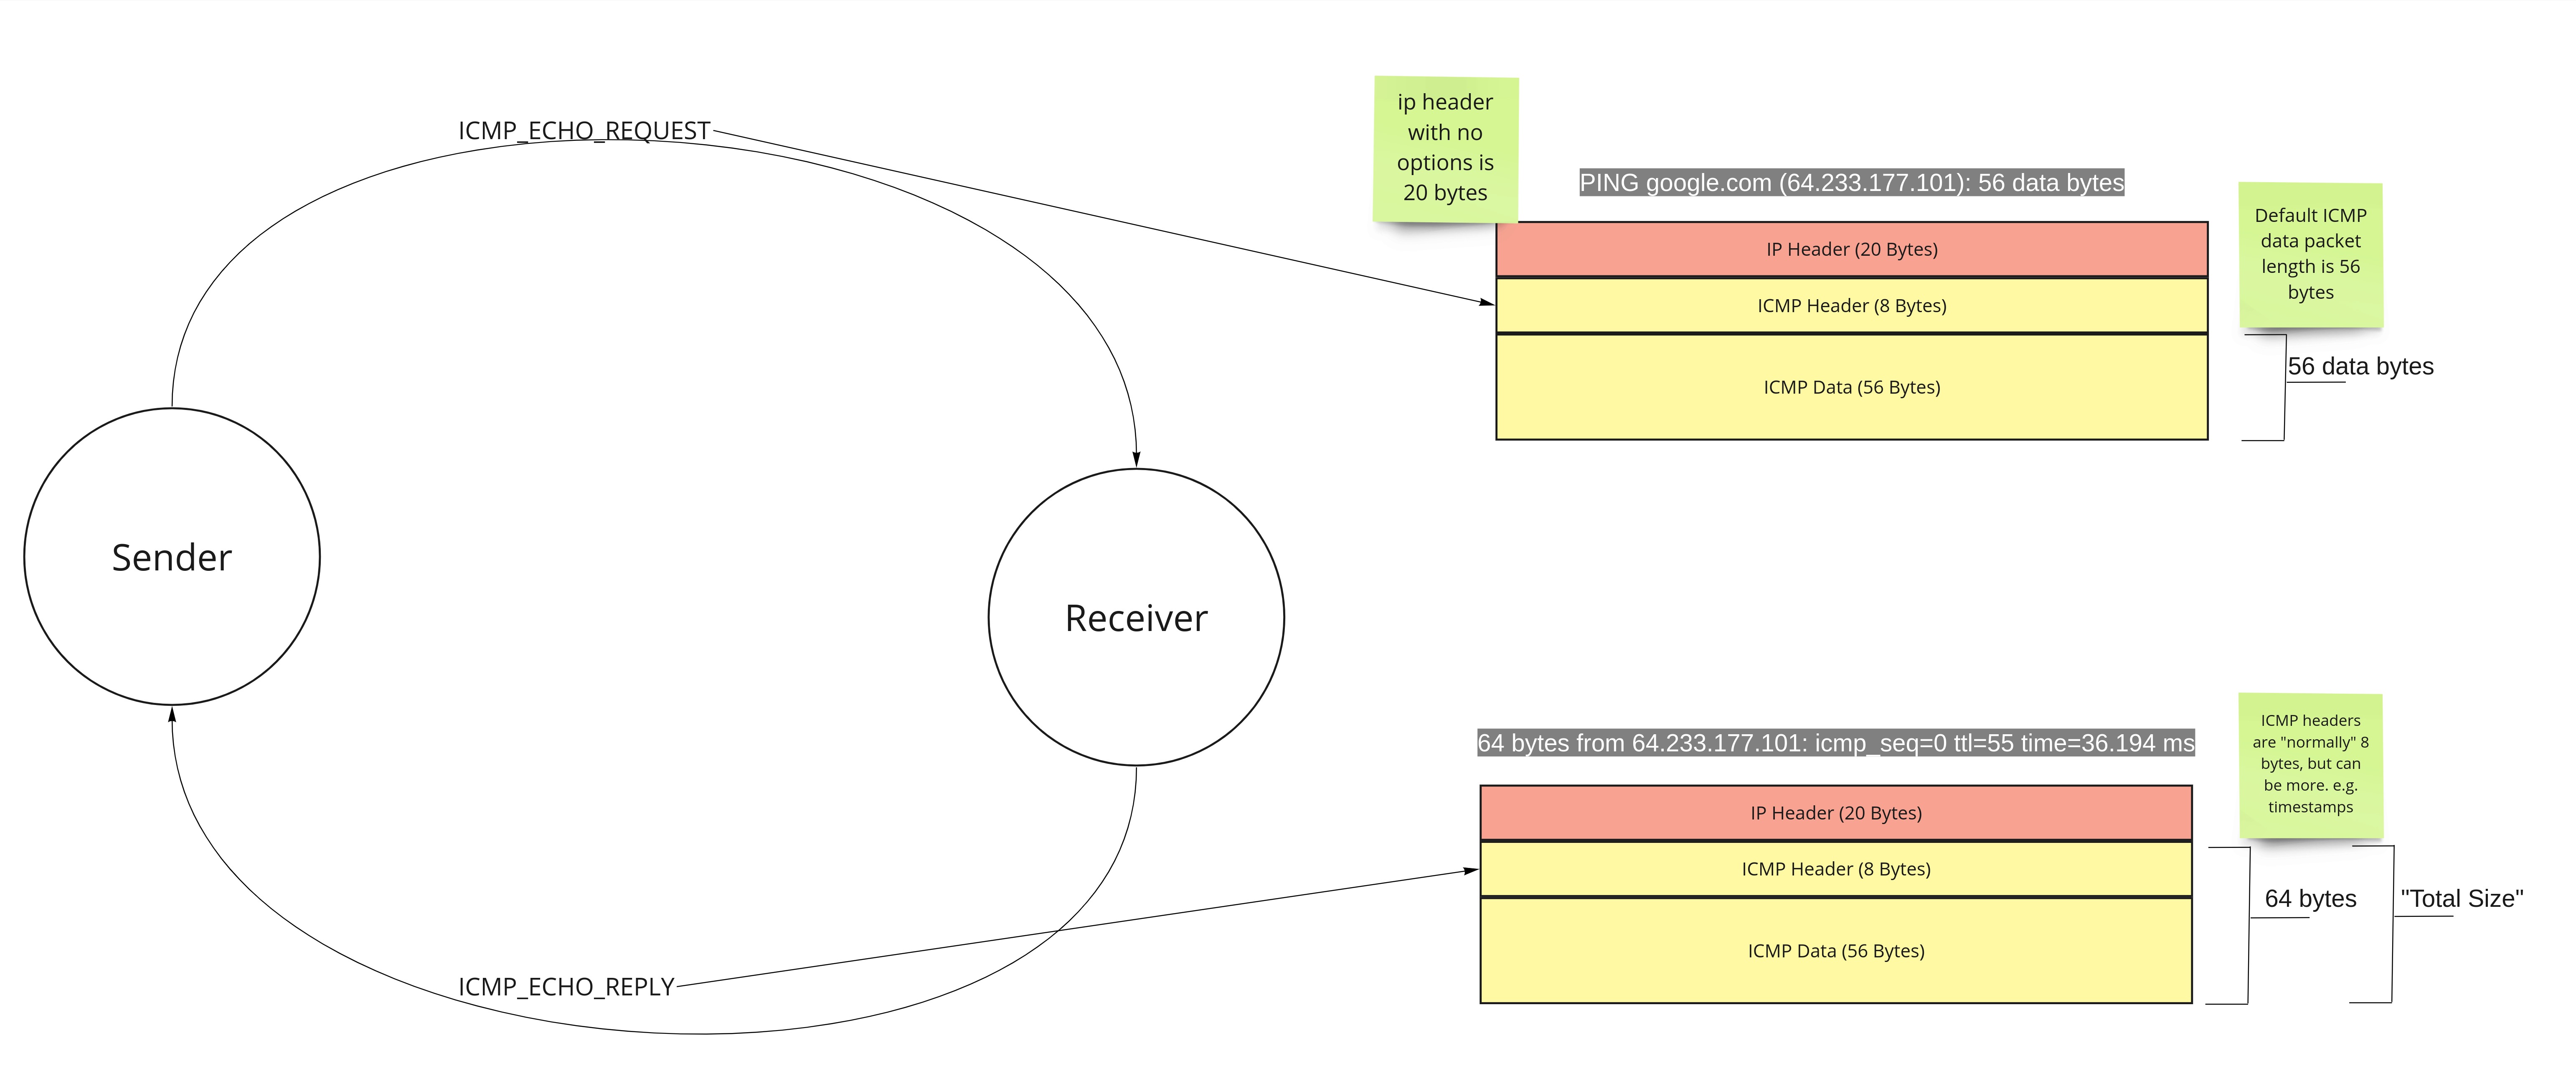 ICMP_ECHO_REQUEST
ip header
with no
options is
20 bytes
PING google.com (64.233.177.101): 56 data bytes
IP Header (20 Bytes)
ICMP Header (8 Bytes)
ICMP Data (56 Bytes)
Default ICMP
data packet
length is 56
bytes
56 data bytes
Sender
Receiver
64 bytes from 64.233.177.101: icmp_seq=0 ttl=55 time=36.194 ms
IP Header (20 Bytes)
ICMP Header (8 Bytes)
ICMP Data (56 Bytes)
ICMP headers
are "normally" 8
bytes, but can
be more. e.g.
timestamps
64 bytes
"Total Size"
ICMP_ECHO_REPLY